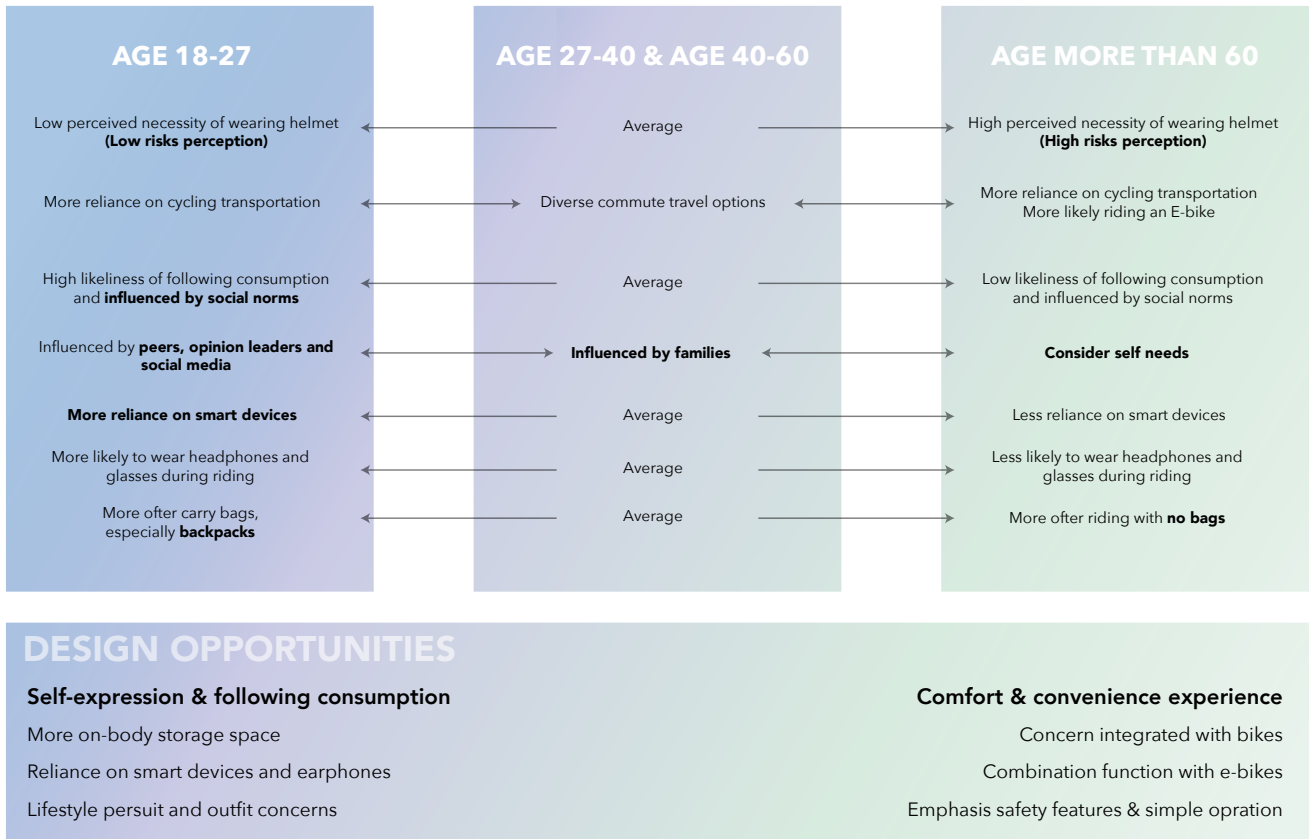 AGE 18-27
AGE 27-40 & AGE 40-60
AGE MORE THAN 60
Low perceived necessity of wearing helmet
(Low risks perception)
Average
High perceived necessity of wearing helmet
(High risks perception)
More reliance on cycling transportation
Diverse commute travel options
More reliance on cycling transportation
More likely riding an E-bike
High likeliness of following consumption
and influenced by social norms
Average
Low likeliness of following consumption
and influenced by social norms
Influenced by peers, opinion leaders and
social media
Influenced by families
Consider self needs
More reliance on smart devices
Average
Less reliance on smart devices
More likely to wear headphones and
glasses during riding
Average
Less likely to wear headphones and
glasses during riding
More ofter carry bags,
especially backpacks
Average
More ofter riding with no bags
DESIGN OPPORTUNITIES
Self-expression & following consumption
More on-body storage space
Reliance on smart devices and earphones
Lifestyle persuit and outfit concerns
Comfort & convenience experience
Concern integrated with bikes
Combination function with e-bikes
Emphasis safety features & simple opration